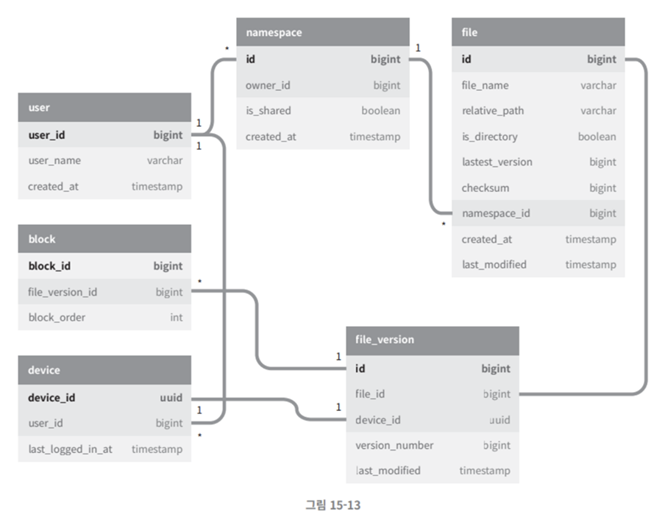 namespace
id bigint
owner_id bigint
is_shared boolean
created_at timestamp
file
id bigint
file_name varchar
relative_path varchar
is_directory boolean
lastest_version bigint
checksum bigint
namespace_id bigint
created_at timestamp
last_modified timestamp
user
user_id bigint
user_name varchar
created_at timestamp
block
block_id bigint
file_version_id bigint
block_order int
device
device_id uuid
user_id bigint
last_logged_in_at timestamp
file_version
id bigint
file_id bigint
device_id uuid
version_number bigint
last_modified timestamp
*
1
1
1
*
*
1
1
1
*
그림 15-13